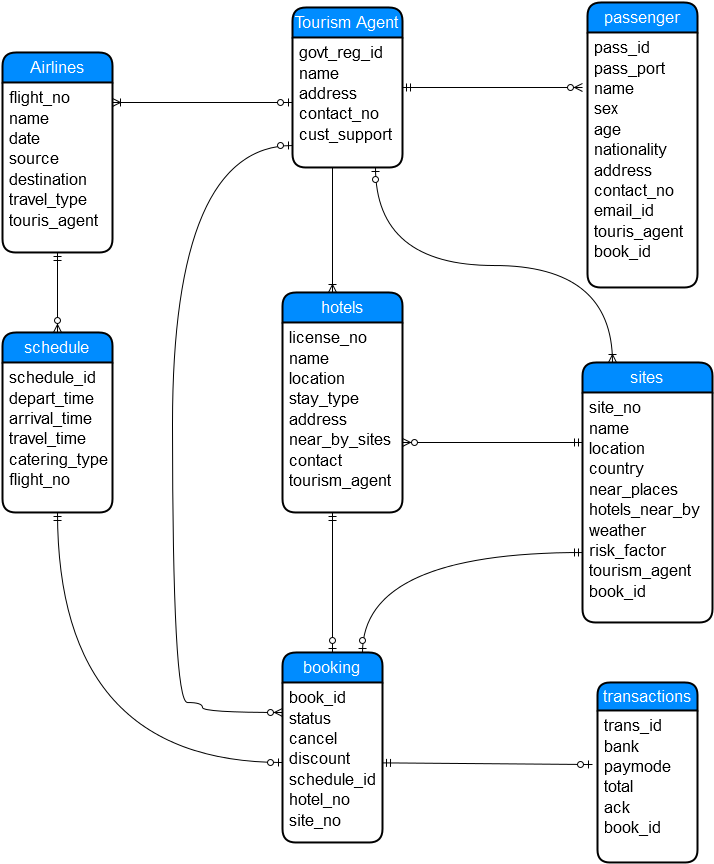 Tourism Agent
govt_reg_id
name
address
contact_no
cust_support
passenger
pass_id
pass_port
name
sex
age
nationality
address
contact_no
email_id
touris_agent
book_id
Airlines
flight_no
name
date
source
destination
travel_type
touris_agent
hotels
license_no
name
location
stay_type
address
near_by_sites
contact
tourism_agent
schedule
schedule_id
depart_time
arrival_time
travel_time
catering_type
flight_no
sites
site_no
name
location
country
near_places
hotels_near_by
weather
risk_factor
tourism_agent
book_id
booking
book_id
status
cancel
discount
schedule_id
hotel_no
site_no
transactions
trans_id
bank
paymode
total
ack
book_id